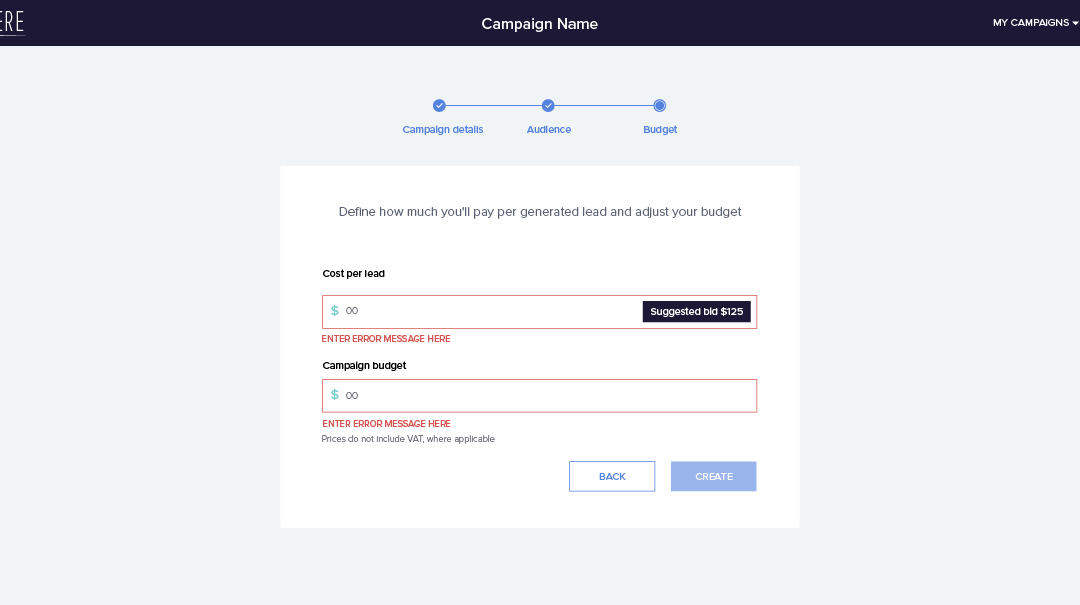 ERE
Campaign Name
MY CAMPAIGNS
Campaign details
Audience
Budget
Define how much you'll pay per generated lead and adjust your budget
Cost per lead
$ 00
Suggested bid $125
ENTER ERROR MESSAGE HERE
Campaign budget
$ 00
ENTER ERROR MESSAGE HERE
Prices do not include VAT, where applicable
BACK
CREATE